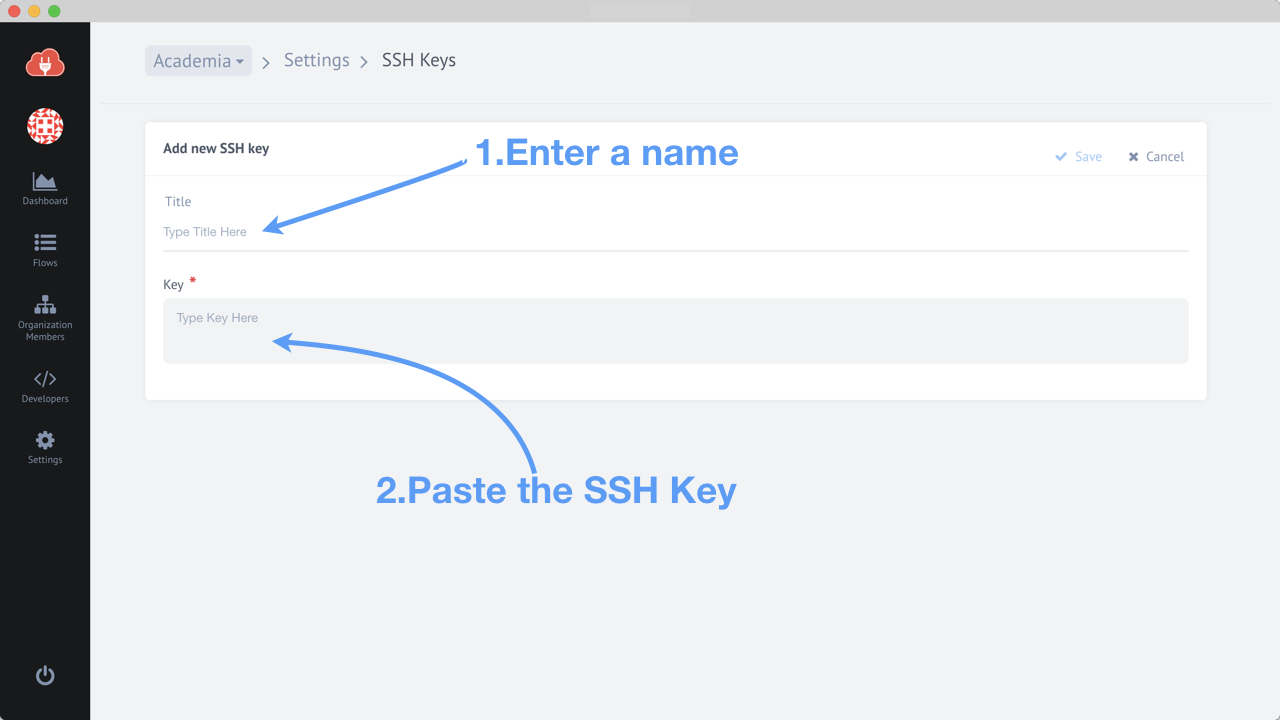 Academia
Settings
SSH Keys
Dashboard
Flows
Organization
Members
Developers
Settings
Add new SSH key
1.Enter a name
Save
Cancel
Title
Type Title Here
Key *
Type Key Here
2.Paste the SSH Key